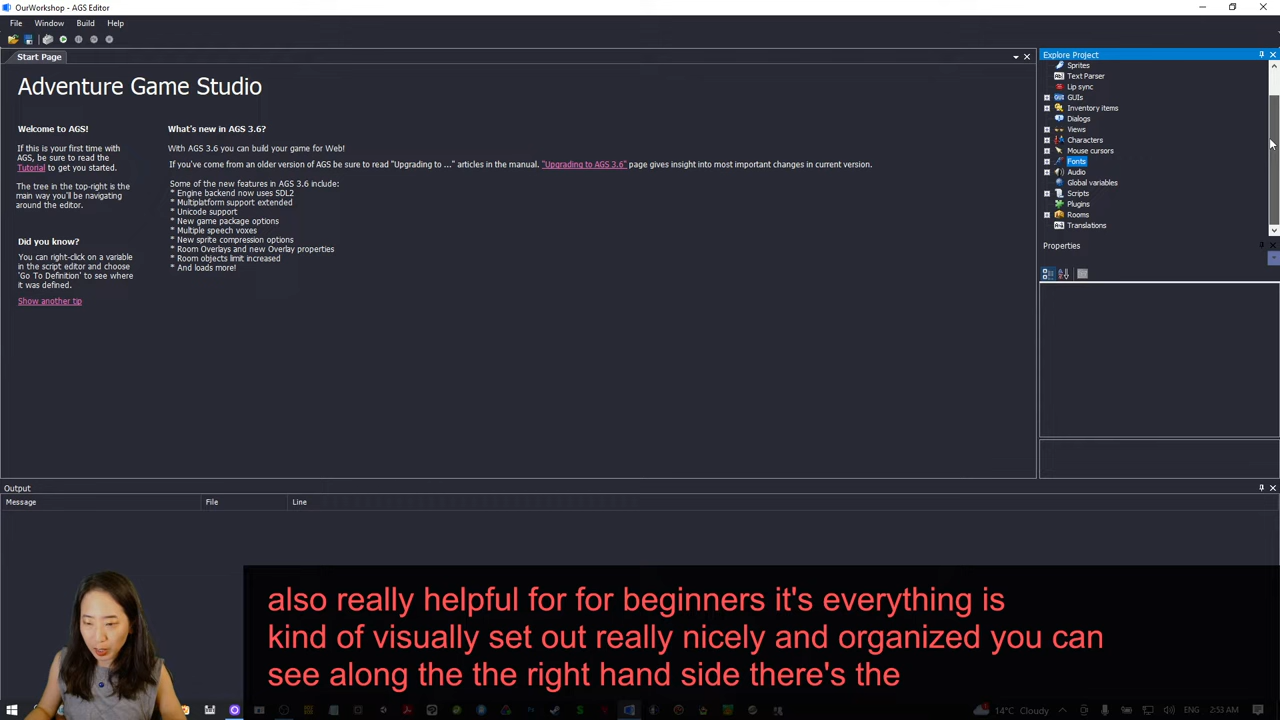 OurWorkshop - AGS Editor
File Window Build Help
Start Page
Explore Project
Adventure Game Studio
Welcome to AGS!
If this is your first time with
AGS, be sure to read the
Tutorial to get you started.
The tree in the top-right is the
main way you'll be navigating
around the editor.
Did you know?
You can right-click on a variable
in the script editor and choose
'Go To Definition' to see where
it was defined.
Show another tip
What's new in AGS 3.6?
With AGS 3.6 you can build your game for Web!
If you've come from an older version of AGS be sure to read "Upgrading to ..." articles in the manual. "Upgrading to AGS 3.6" page gives insight into most important changes in current version.
Some of the new features in AGS 3.6 include:
* Engine backend now uses SDL2
* Multiplatform support extended
* Unicode support
* New game package options
* Multiple speech voxes
* New sprite compression options
* Room Overlays and new Overlay properties
* Room objects limit increased
* And loads more!
Sprites
Text Parser
Lip sync
GUIs
Inventory items
Dialogs
Views
Characters
Mouse cursors
Fonts
Audio
Global variables
Scripts
Plugins
Rooms
Translations
Properties
Output
Message File Line
also really helpful for for beginners it's everything is
kind of visually set out really nicely and organized you can
see along the the right hand side there's the
14°C Cloudy ENG 2:53 AM